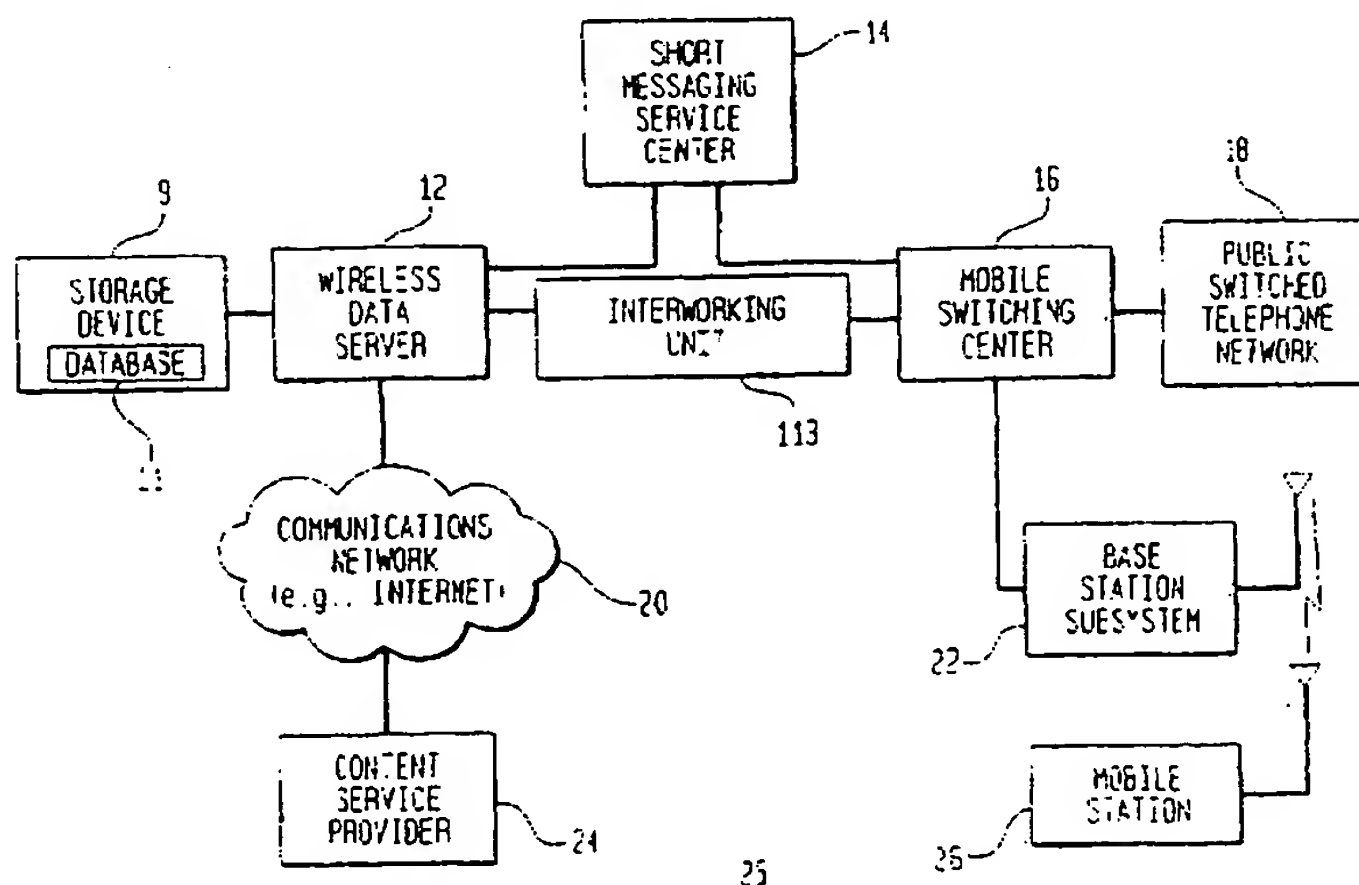 14
SHORT
MESSAGING
SERVICE
CENTER
9
12
16
18
STORAGE
DEVICE
DATABASE
WIRELESS
DATA
SERVER
INTERWORKING
UNIT
MOBILE
SWITCHING
CENTER
PUBLIC
SWITCHED
TELEPHONE
NETWORK
113
COMMUNICATIONS
NETWORK
(e.g., INTERNET)
20
BASE
STATION
SUBSYSTEM
22
CONTENT
SERVICE
PROVIDER
24
MOBILE
STATION
26
25